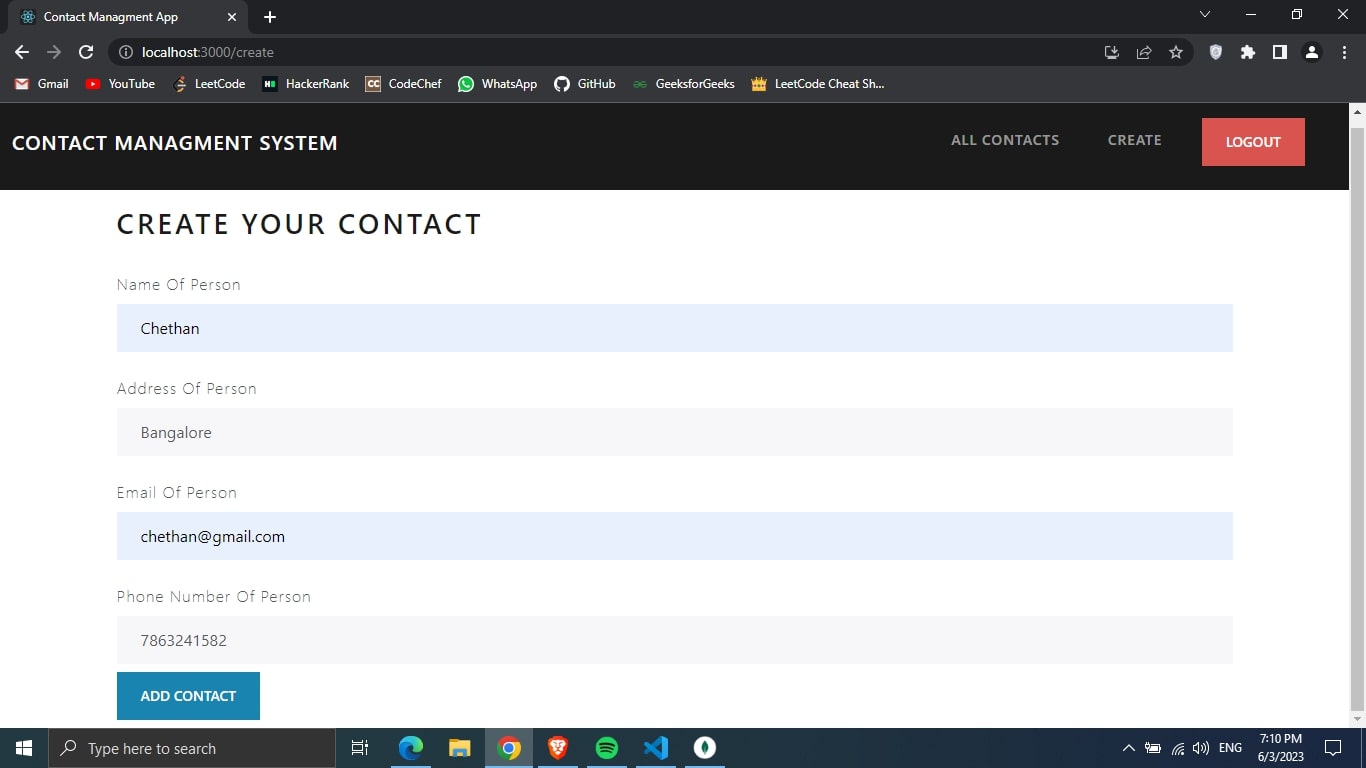 Contact Managment App
localhost:3000/create
Gmail YouTube LeetCode HackerRank CodeChef WhatsApp GitHub GeeksforGeeks LeetCode Cheat Sh...
CONTACT MANAGMENT SYSTEM ALL CONTACTS CREATE LOGOUT
CREATE YOUR CONTACT
Name Of Person
Chethan
Address Of Person
Bangalore
Email Of Person
chethan@gmail.com
Phone Number Of Person
7863241582
ADD CONTACT
Type here to search ENG 7:10 PM
6/3/2023